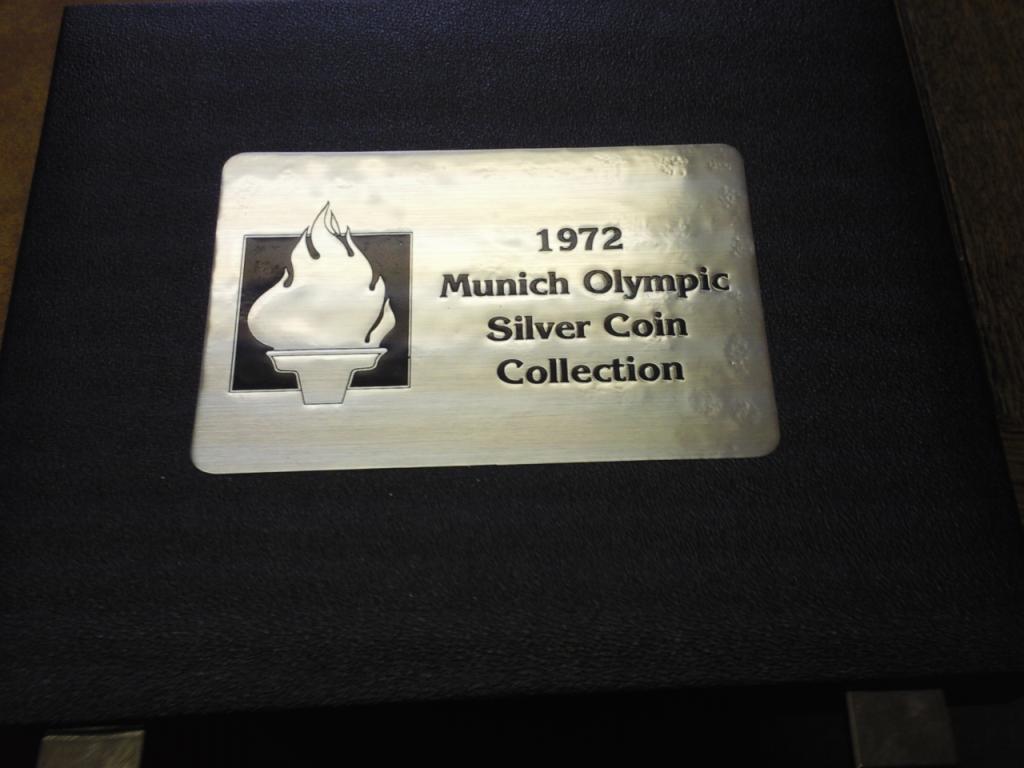 1972
Munich Olympic
Silver Coin
Collection